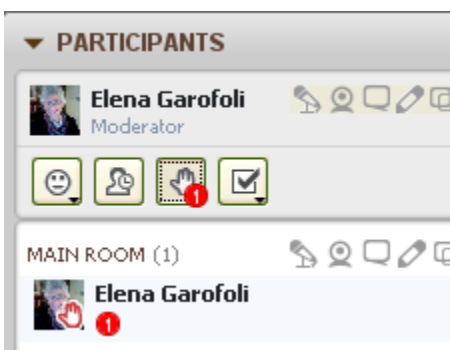 PARTICIPANTS
Elena Garofoli
Moderator
1
MAIN ROOM (1)
Elena Garofoli
1